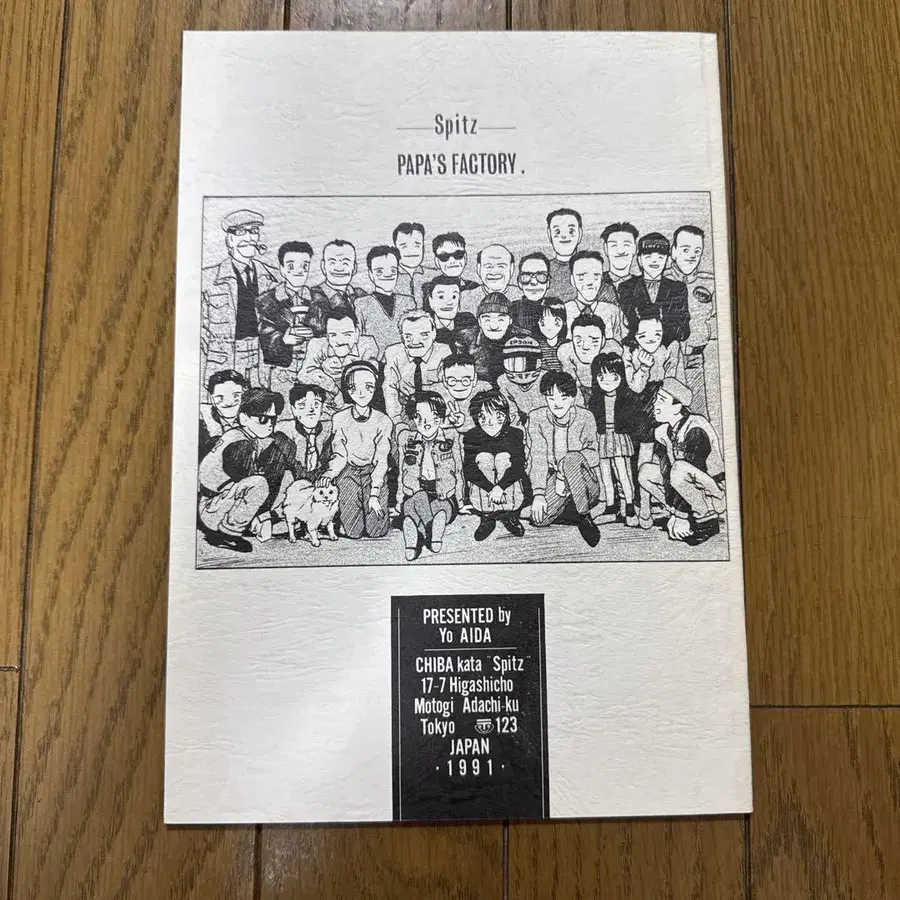 Spitz
PAPA'S FACTORY.
EPSON
PRESENTED by
Yo AIDA
CHIBA kata "Spitz"
17-7 Higashicho
Motogi Adachi-ku
Tokyo 〠123
JAPAN
·1991·